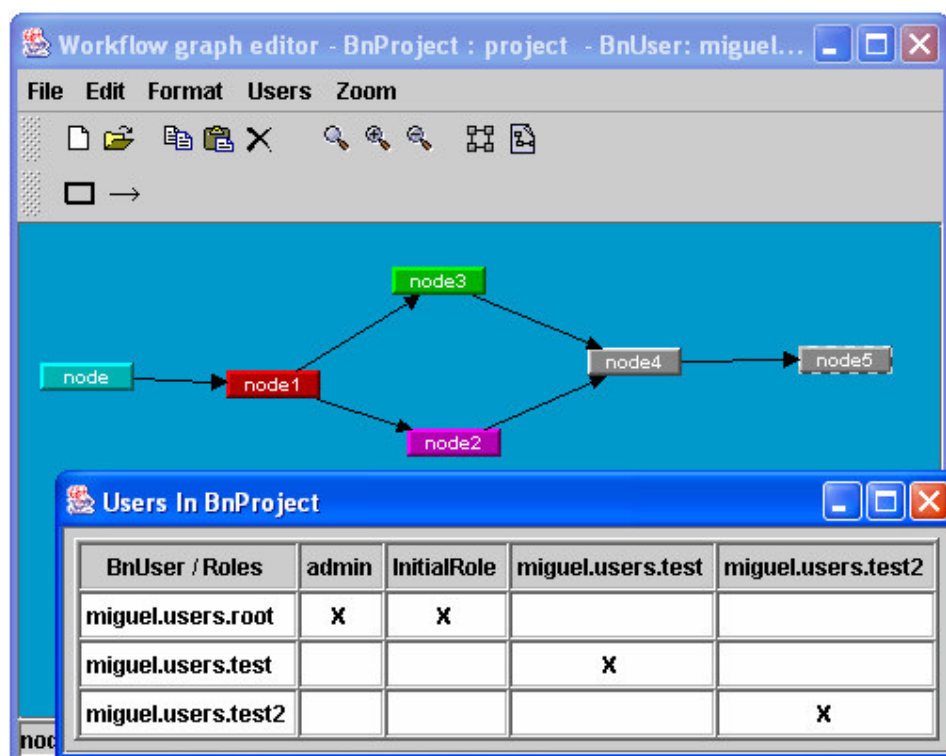 Workflow graph editor - BnProject : project - BnUser: miguel...
File Edit Format Users Zoom
node3
node node1 node4 node5
node2
Users In BnProject
BnUser / Roles admin InitialRole miguel.users.test miguel.users.test2
miguel.users.root X X
miguel.users.test X
miguel.users.test2 X